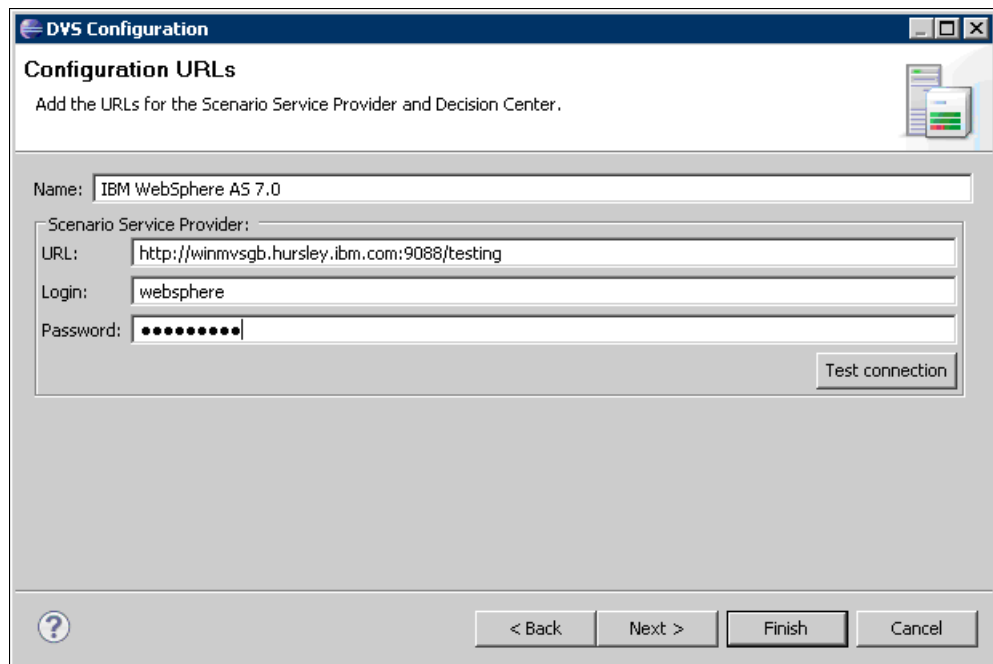 DVS Configuration
Configuration URLs
Add the URLs for the Scenario Service Provider and Decision Center.
Name: IBM WebSphere AS 7.0
Scenario Service Provider:
URL: http://winmvsgb.hursley.ibm.com:9088/testing
Login: websphere
Password: ●●●●●●●●●
Test connection
? < Back Next > Finish Cancel